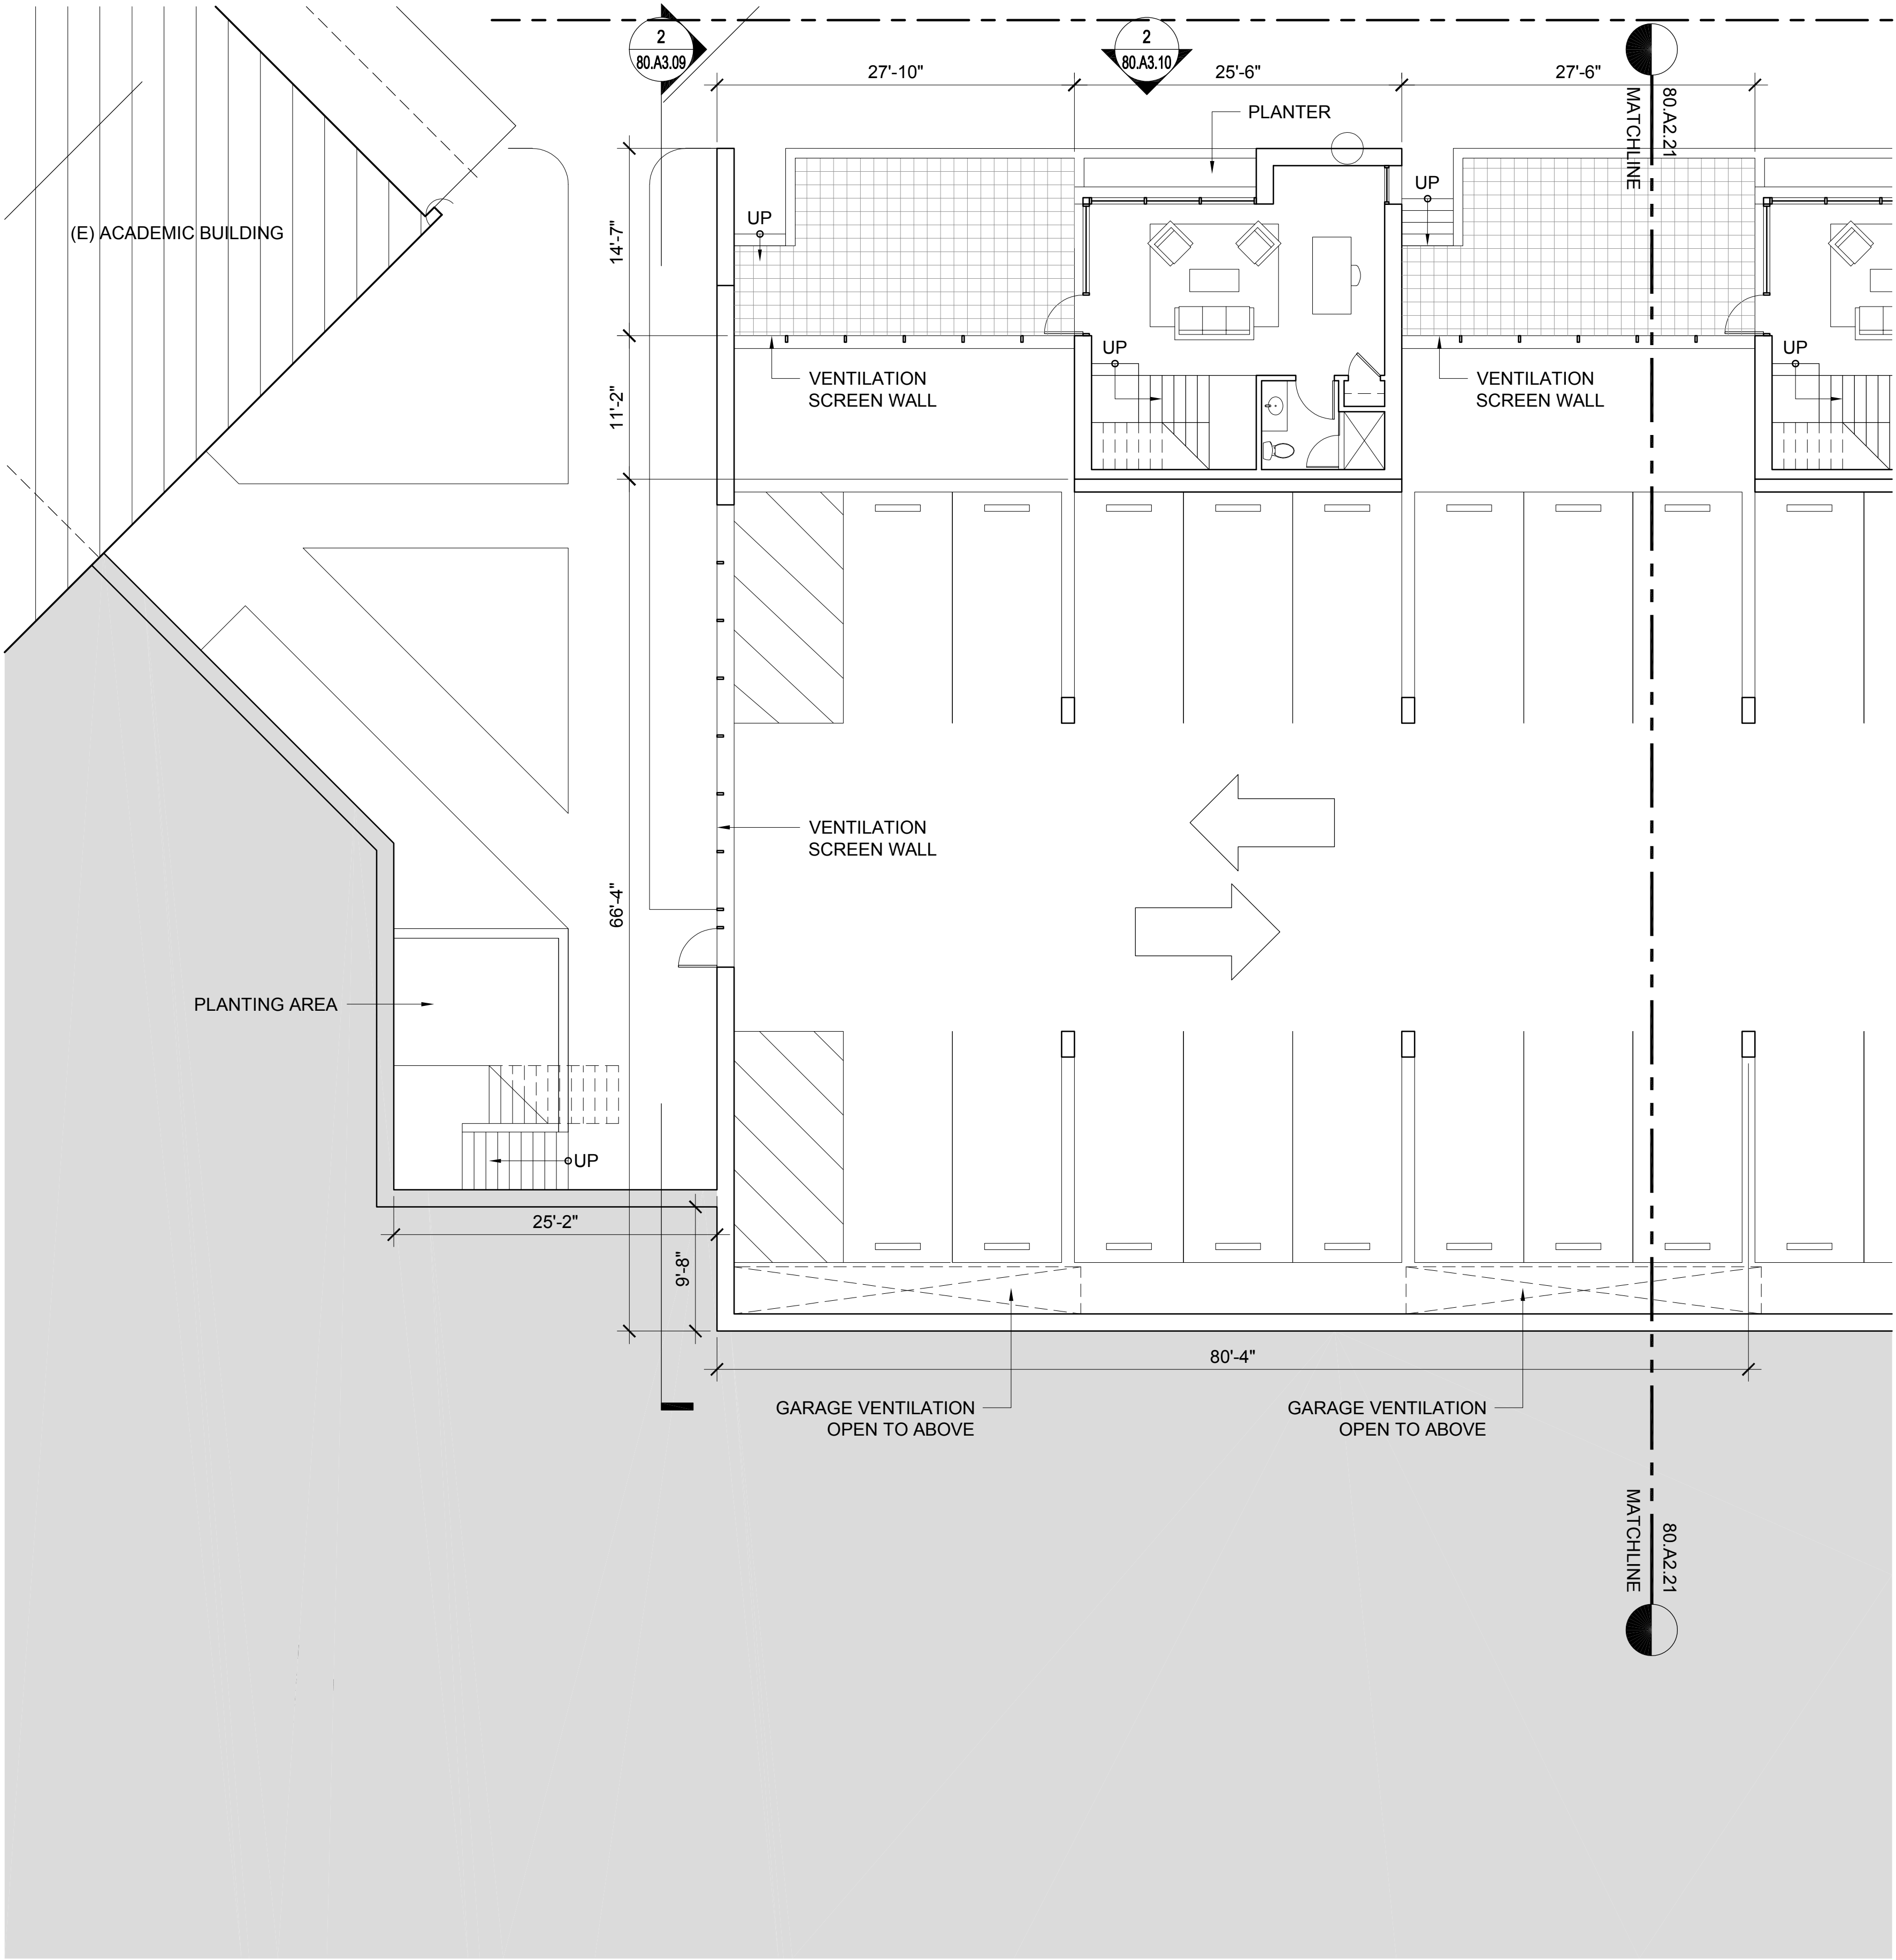 2
80.A3.09
2
80.A3.10
27'-10"
25'-6"
27'-6"
80.A2.21
MATCHLINE
PLANTER
(E) ACADEMIC BUILDING
UP
UP
14'-7"
UP
UP
VENTILATION
SCREEN WALL
VENTILATION
SCREEN WALL
11'-2"
VENTILATION
SCREEN WALL
66'-4"
PLANTING AREA
UP
25'-2"
9'-8"
80'-4"
GARAGE VENTILATION
OPEN TO ABOVE
GARAGE VENTILATION
OPEN TO ABOVE
80.A2.21
MATCHLINE